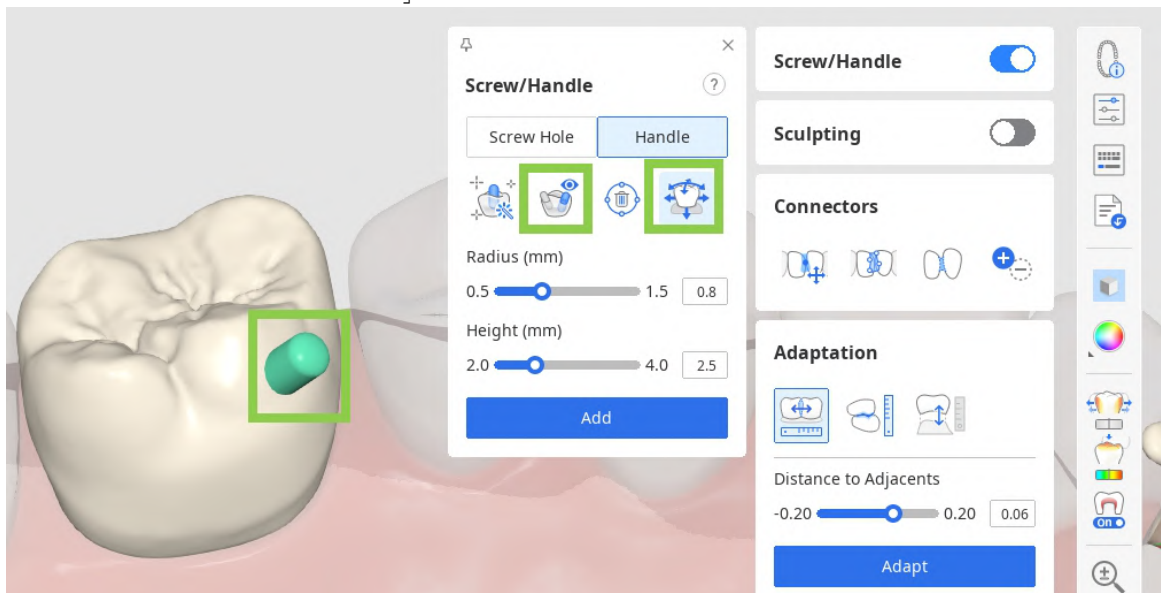 Screw/Handle
?
Screw Hole
Handle
Radius (mm)
0.5
1.5
0.8
Height (mm)
2.0
4.0
2.5
Add
Screw/Handle
Sculpting
Connectors
Adaptation
Distance to Adjacents
-0.20
0.20
0.06
Adapt
On